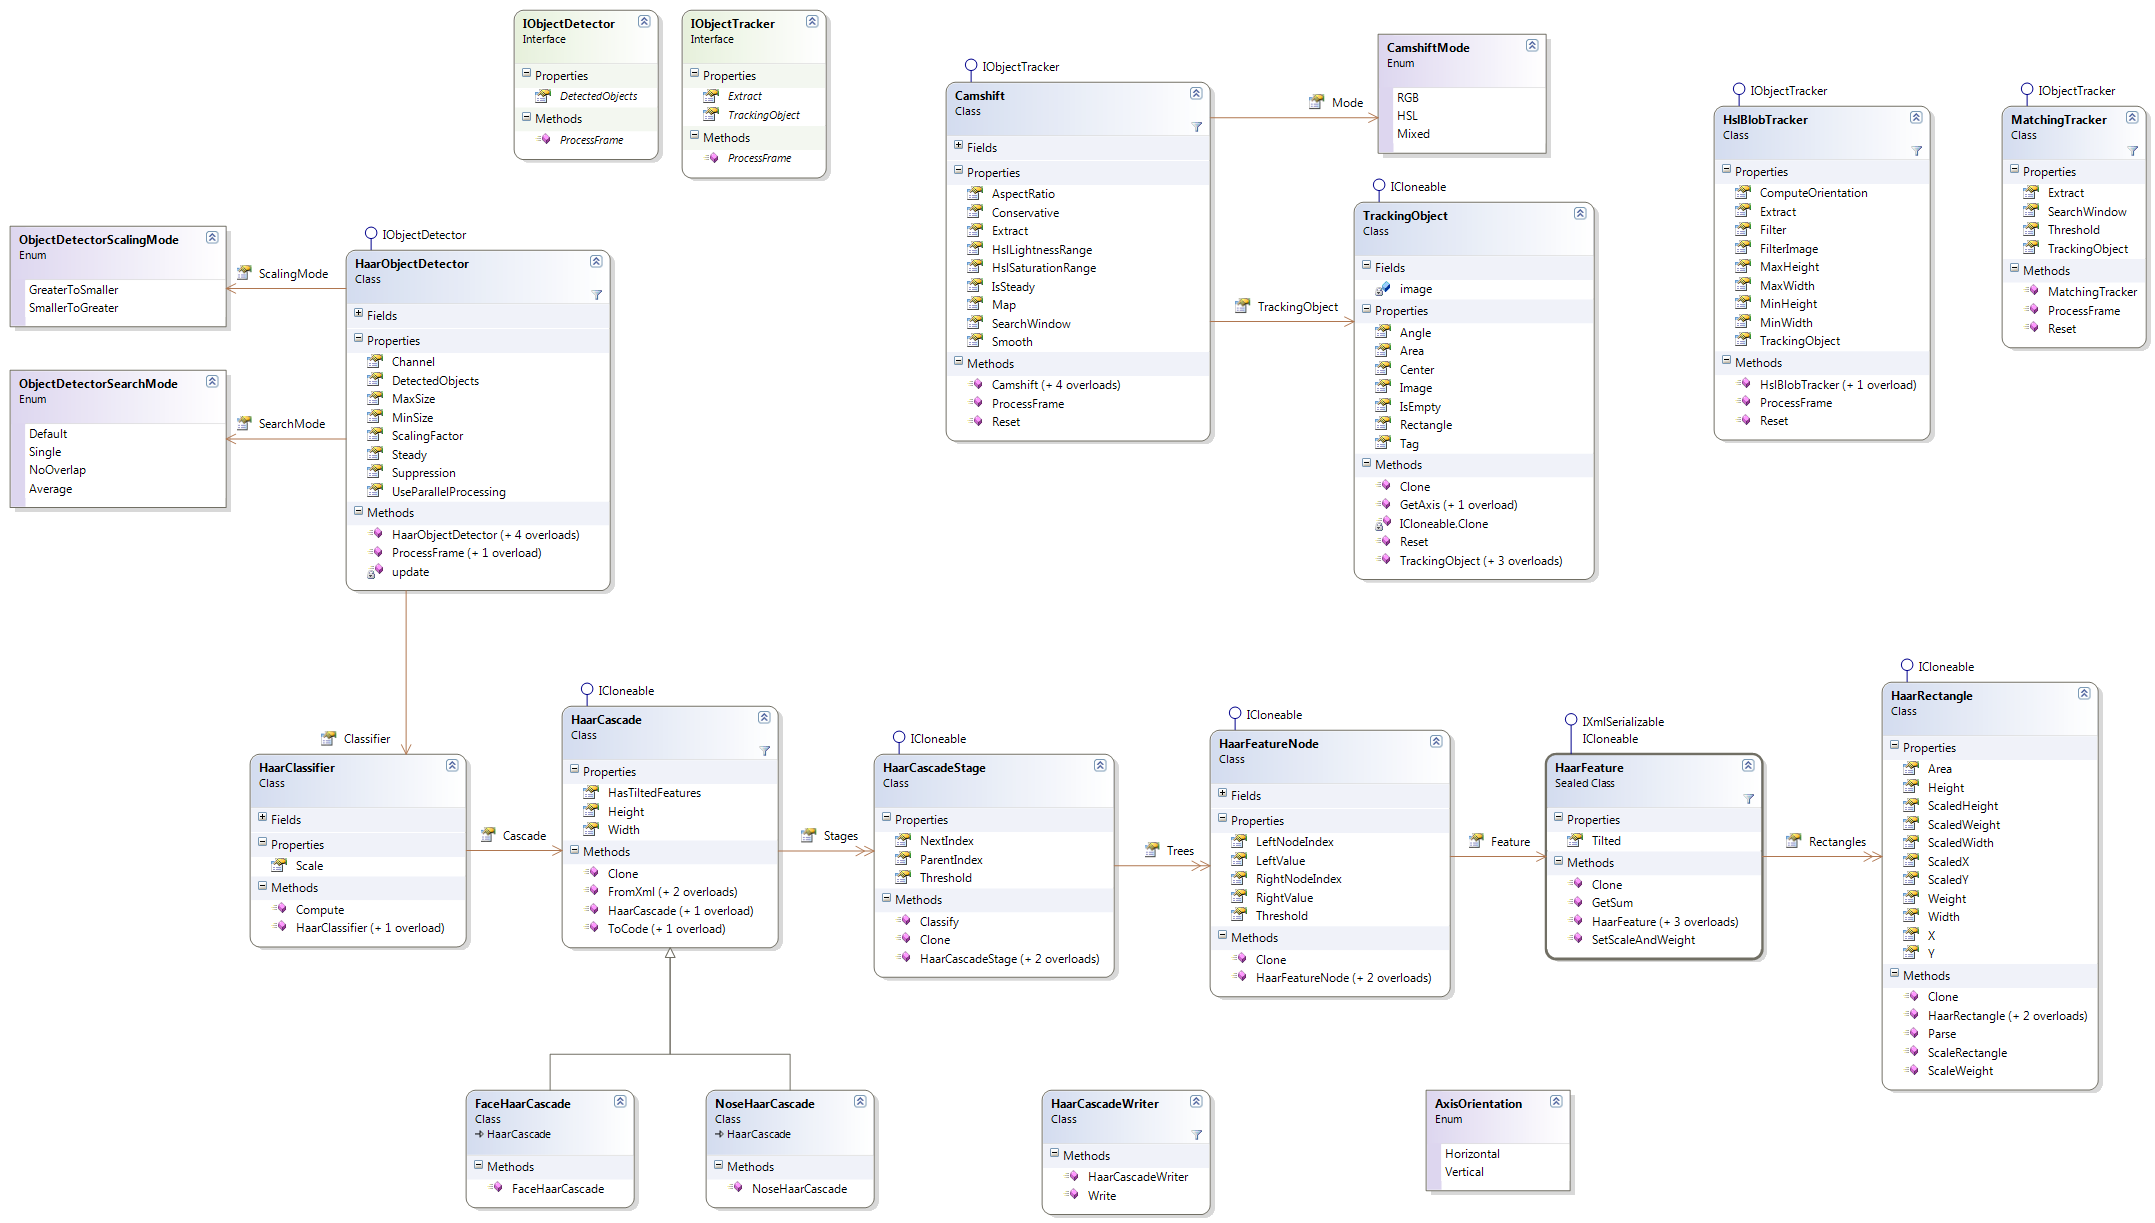 IObjectDetector
Interface
Properties
DetectedObjects
Methods
ProcessFrame
IObjectTracker
Interface
Properties
Extract
TrackingObject
Methods
ProcessFrame
IObjectTracker
Camshift
Class
Fields
Properties
AspectRatio
Conservative
Extract
HslLightnessRange
HslSaturationRange
IsSteady
Map
SearchWindow
Smooth
Methods
Camshift (+ 4 overloads)
ProcessFrame
Reset
Mode
CamshiftMode
Enum
RGB
HSL
Mixed
TrackingObject
ICloneable
TrackingObject
Class
Fields
image
Properties
Angle
Area
Center
Image
IsEmpty
Rectangle
Tag
Methods
Clone
GetAxis (+ 1 overload)
ICloneable.Clone
Reset
TrackingObject (+ 3 overloads)
IObjectTracker
HslBlobTracker
Class
Properties
ComputeOrientation
Extract
Filter
FilterImage
MaxHeight
MaxWidth
MinHeight
MinWidth
TrackingObject
Methods
HslBlobTracker (+ 1 overload)
ProcessFrame
Reset
IObjectTracker
MatchingTracker
Class
Properties
Extract
SearchWindow
Threshold
TrackingObject
Methods
MatchingTracker
ProcessFrame
Reset
ObjectDetectorScalingMode
Enum
GreaterToSmaller
SmallerToGreater
ScalingMode
ObjectDetectorSearchMode
Enum
Default
Single
NoOverlap
Average
SearchMode
IObjectDetector
HaarObjectDetector
Class
Fields
Properties
Channel
DetectedObjects
MaxSize
MinSize
ScalingFactor
Steady
Suppression
UseParallelProcessing
Methods
HaarObjectDetector (+ 4 overloads)
ProcessFrame (+ 1 overload)
update
Classifier
HaarClassifier
Class
Fields
Properties
Scale
Methods
Compute
HaarClassifier (+ 1 overload)
Cascade
ICloneable
HaarCascade
Class
Properties
HasTiltedFeatures
Height
Width
Methods
Clone
FromXml (+ 2 overloads)
HaarCascade (+ 1 overload)
ToCode (+ 1 overload)
Stages
ICloneable
HaarCascadeStage
Class
Properties
NextIndex
ParentIndex
Threshold
Methods
Classify
Clone
HaarCascadeStage (+ 2 overloads)
Trees
ICloneable
HaarFeatureNode
Class
Fields
Properties
LeftNodeIndex
LeftValue
RightNodeIndex
RightValue
Threshold
Methods
Clone
HaarFeatureNode (+ 2 overloads)
Feature
IXmlSerializable
ICloneable
HaarFeature
Sealed Class
Properties
Tilted
Methods
Clone
GetSum
HaarFeature (+ 3 overloads)
SetScaleAndWeight
Rectangles
ICloneable
HaarRectangle
Class
Properties
Area
Height
ScaledHeight
ScaledWeight
ScaledWidth
ScaledX
ScaledY
Weight
Width
X
Y
Methods
Clone
HaarRectangle (+ 2 overloads)
Parse
ScaleRectangle
ScaleWeight
FaceHaarCascade
Class
HaarCascade
Methods
FaceHaarCascade
NoseHaarCascade
Class
HaarCascade
Methods
NoseHaarCascade
HaarCascadeWriter
Class
Methods
HaarCascadeWriter
Write
AxisOrientation
Enum
Horizontal
Vertical